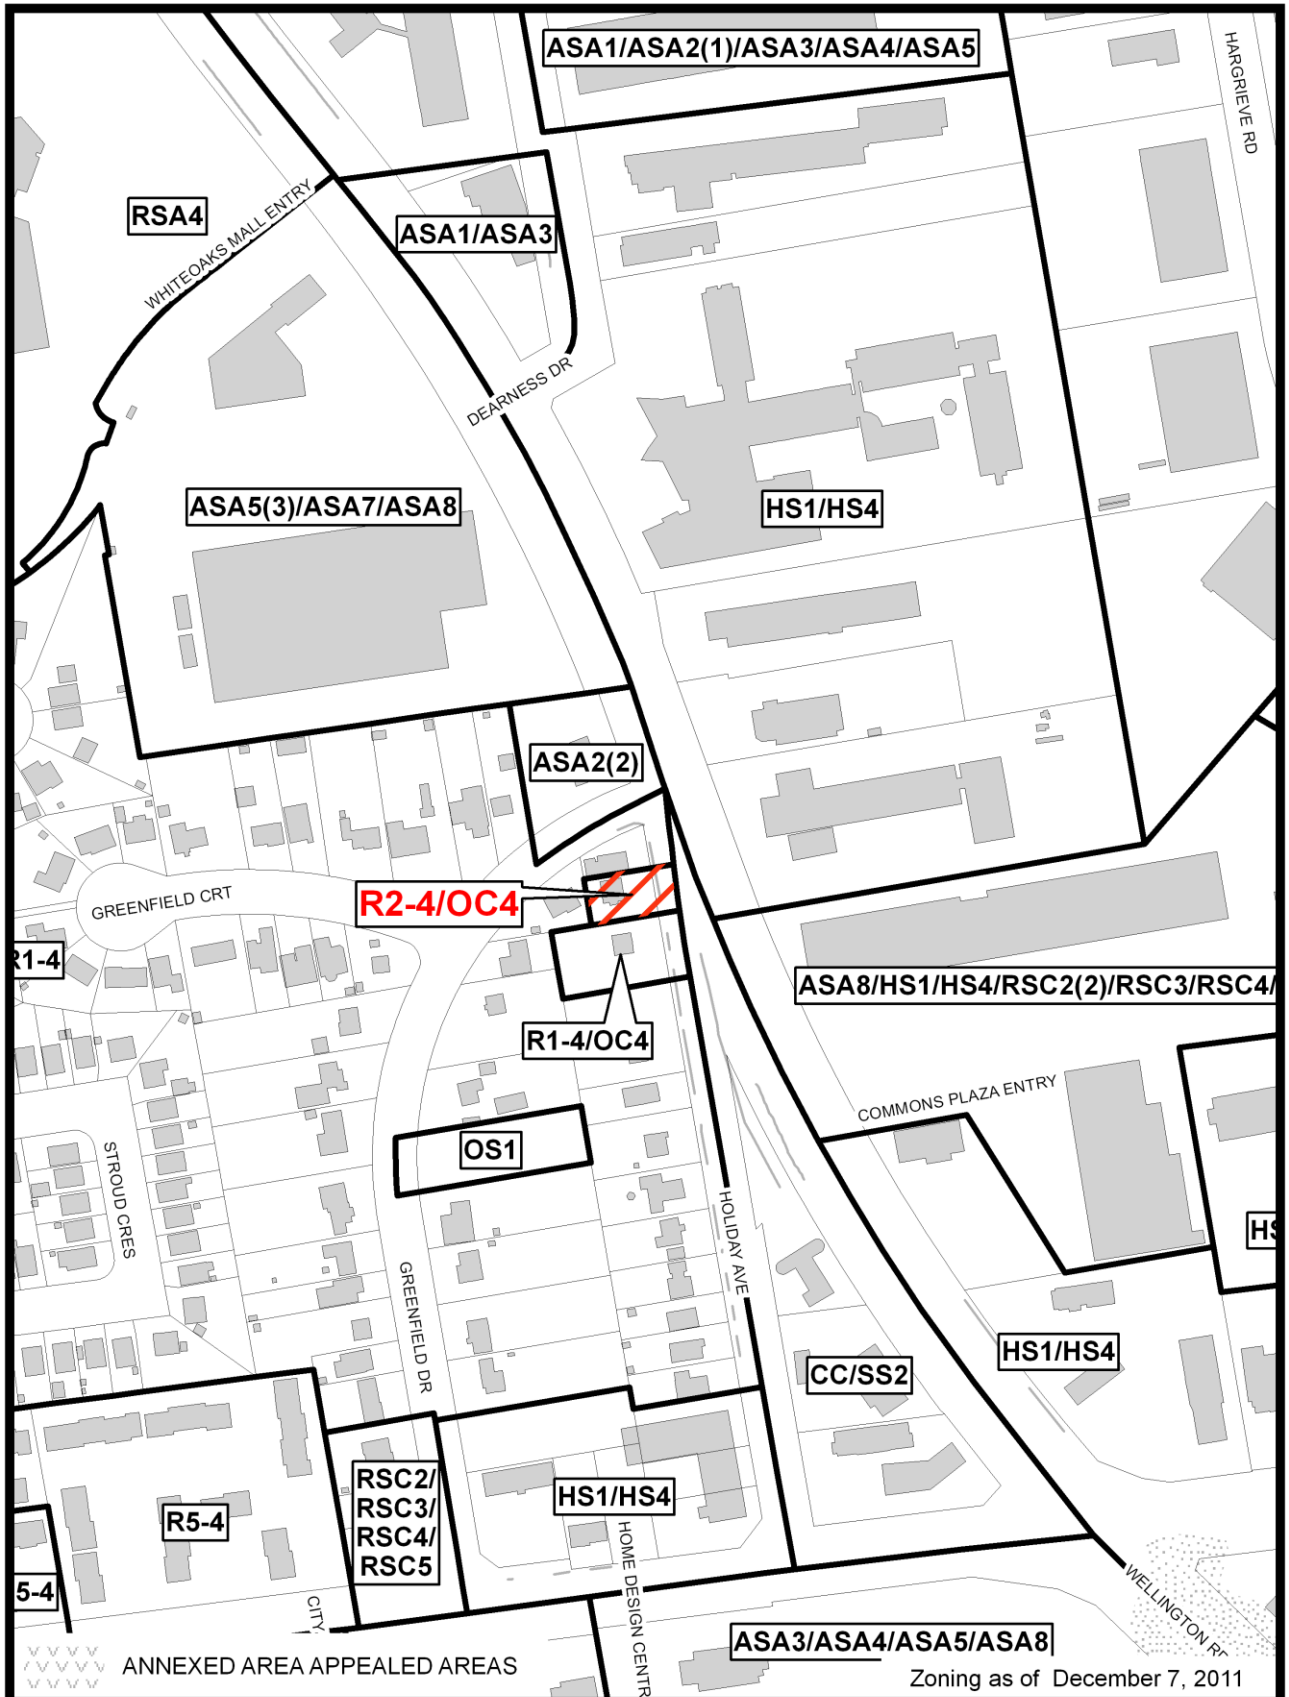 ASA1/ASA2(1)/ASA3/ASA4/ASA5
HARGRIEVE RD
RSA4
WHITEOAKS MALL ENTRY
ASA1/ASA3
DEARNESS DR
ASA5(3)/ASA7/ASA8
HS1/HS4
ASA2(2)
R2-4/OC4
GREENFIELD CRT
R1-4
ASA8/HS1/HS4/RSC2(2)/RSC3/RSC4/
R1-4/OC4
COMMONS PLAZA ENTRY
OS1
STROUD CRES
HOLIDAY AVE
HS
GREENFIELD DR
HS1/HS4
CC/SS2
RSC2/
RSC3/
RSC4/
RSC5
HS1/HS4
R5-4
HOME DESIGN CENTR
5-4
CITY
WELLINGTON RD
ASA3/ASA4/ASA5/ASA8
ANNEXED AREA APPEALED AREAS
Zoning as of December 7, 2011